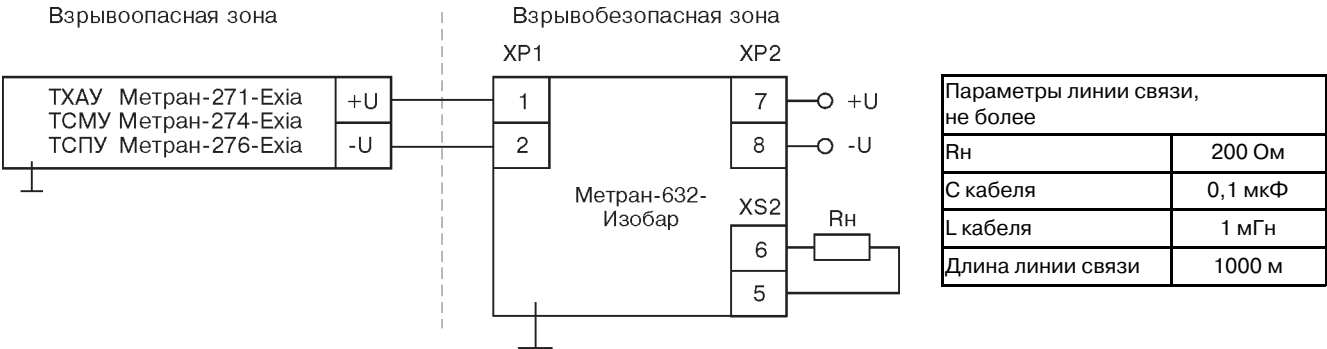 Взрывоопасная зона
Взрывобезопасная зона
XP1
XP2
ТХАУ Метран-271-Exia
ТСМУ Метран-274-Exia
ТСПУ Метран-276-Exia
+U
-U
1
2
7
8
+U
-U
Метран-632-
Изобар
XS2
6
5
Rн
Параметры линии связи,
не более
Rн 200 Ом
С кабеля 0,1 мкФ
L кабеля 1 мГн
Длина линии связи 1000 м